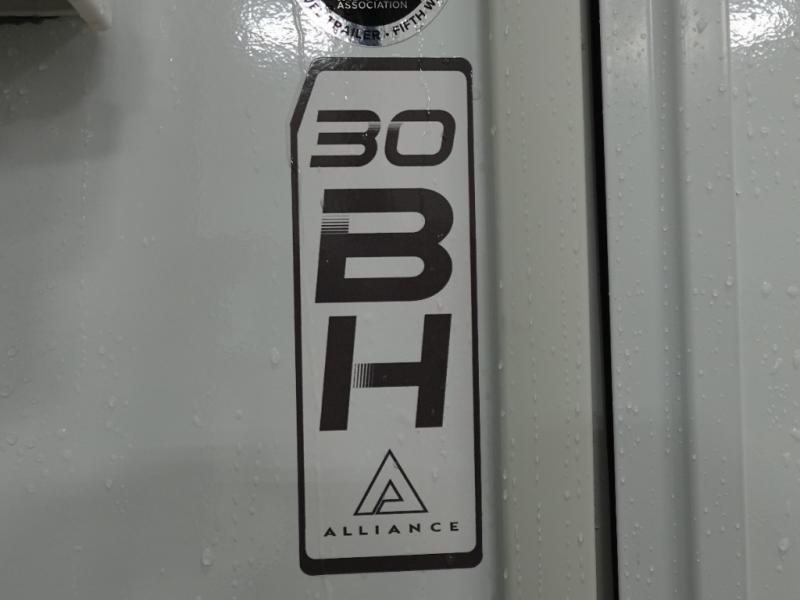 ASSOCIATION
TRAILER • FIFTH
30
B
H
ALLIANCE